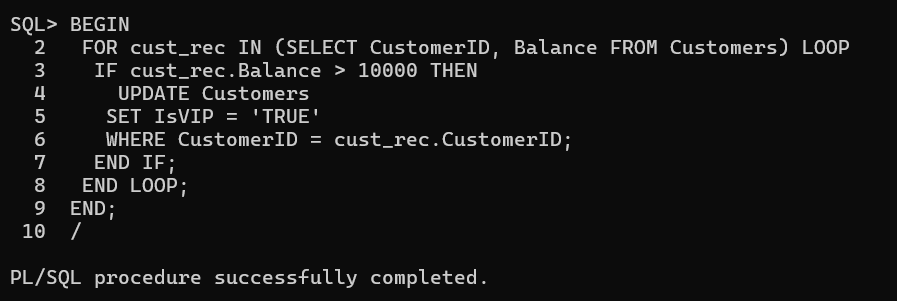 SQL> BEGIN
  2   FOR cust_rec IN (SELECT CustomerID, Balance FROM Customers) LOOP
  3    IF cust_rec.Balance > 10000 THEN
  4      UPDATE Customers
  5     SET IsVIP = 'TRUE'
  6     WHERE CustomerID = cust_rec.CustomerID;
  7    END IF;
  8   END LOOP;
  9  END;
 10  /

PL/SQL procedure successfully completed.